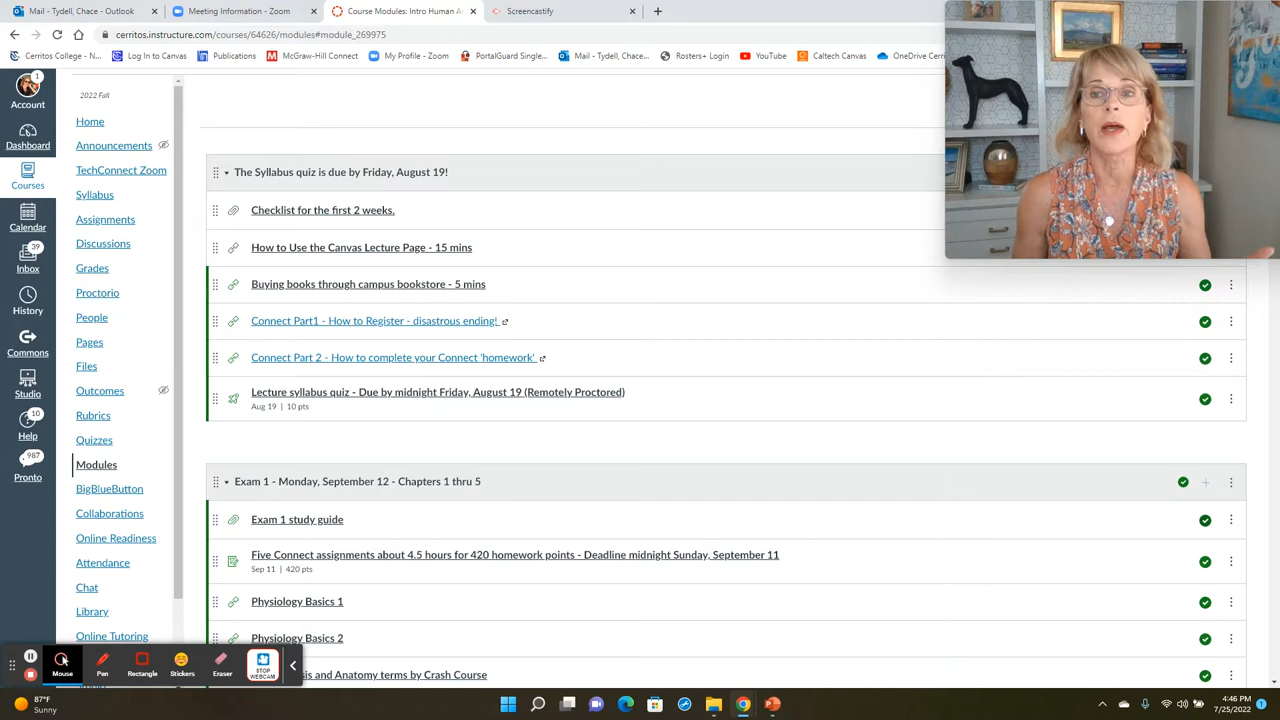 Mail - Tydell, Chace - Outlook
Meeting Information - Zoom
Course Modules: Intro Human A
Screencastify
cerritos.instructure.com/courses/64626/modules#module_269975
Cerritos College - N...
Log In to Canvas
Publications
McGraw-Hill Connect
My Profile - Zoom
PortalGuard Single...
Mail - Tydell, Chace...
Rosters+ Login
YouTube
Caltech Canvas
OneDrive Cerri
1
Account
Dashboard
Courses
Calendar
39
Inbox
History
Commons
Studio
10
Help
987
Pronto
2022 Fall
Home
Announcements
TechConnect Zoom
Syllabus
Assignments
Discussions
Grades
Proctorio
People
Pages
Files
Outcomes
Rubrics
Quizzes
Modules
BigBlueButton
Collaborations
Online Readiness
Attendance
Chat
Library
Online Tutoring
The Syllabus quiz is due by Friday, August 19!
Checklist for the first 2 weeks.
How to Use the Canvas Lecture Page - 15 mins
Buying books through campus bookstore - 5 mins
Connect Part1 - How to Register - disastrous ending!
Connect Part 2 - How to complete your Connect 'homework'
Lecture syllabus quiz - Due by midnight Friday, August 19 (Remotely Proctored)
Aug 19 | 10 pts
Exam 1 - Monday, September 12 - Chapters 1 thru 5
Exam 1 study guide
Five Connect assignments about 4.5 hours for 420 homework points - Deadline midnight Sunday, September 11
Sep 11 | 420 pts
Physiology Basics 1
Physiology Basics 2
sis and Anatomy terms by Crash Course
Mouse
Pen
Rectangle
Stickers
Eraser
STOP
WEBCAM
87°F
Sunny
4:46 PM
7/25/2022
1